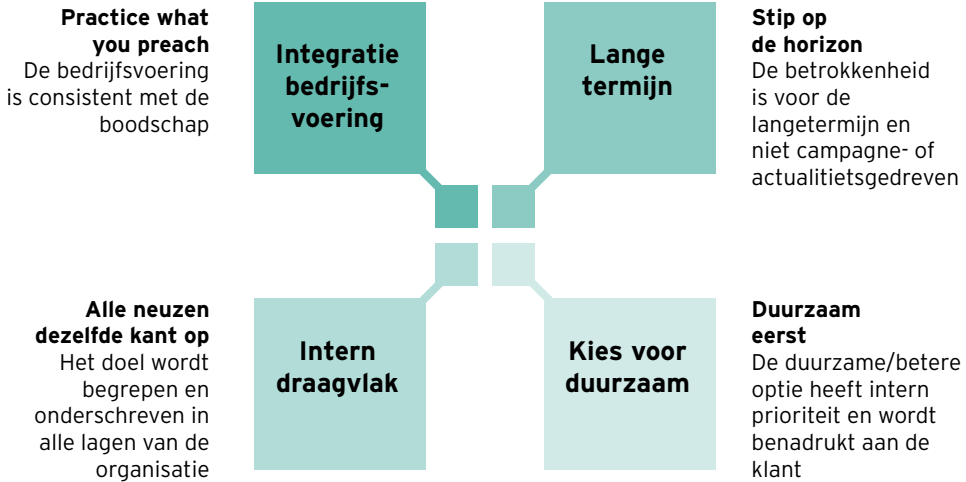 Practice what
you preach
De bedrijfsvoering
is consistent met de
boodschap
Integratie
bedrijfs-
voering
Lange
termijn
Stip op
de horizon
De betrokkenheid
is voor de
langetermijn en
niet campagne- of
actualitietsgedreven
Alle neuzen
dezelfde kant op
Het doel wordt
begrepen en
onderschreven in
alle lagen van de
organisatie
Intern
draagvlak
Kies voor
duurzaam
Duurzaam
eerst
De duurzame/betere
optie heeft intern
prioriteit en wordt
benadrukt aan de
klant